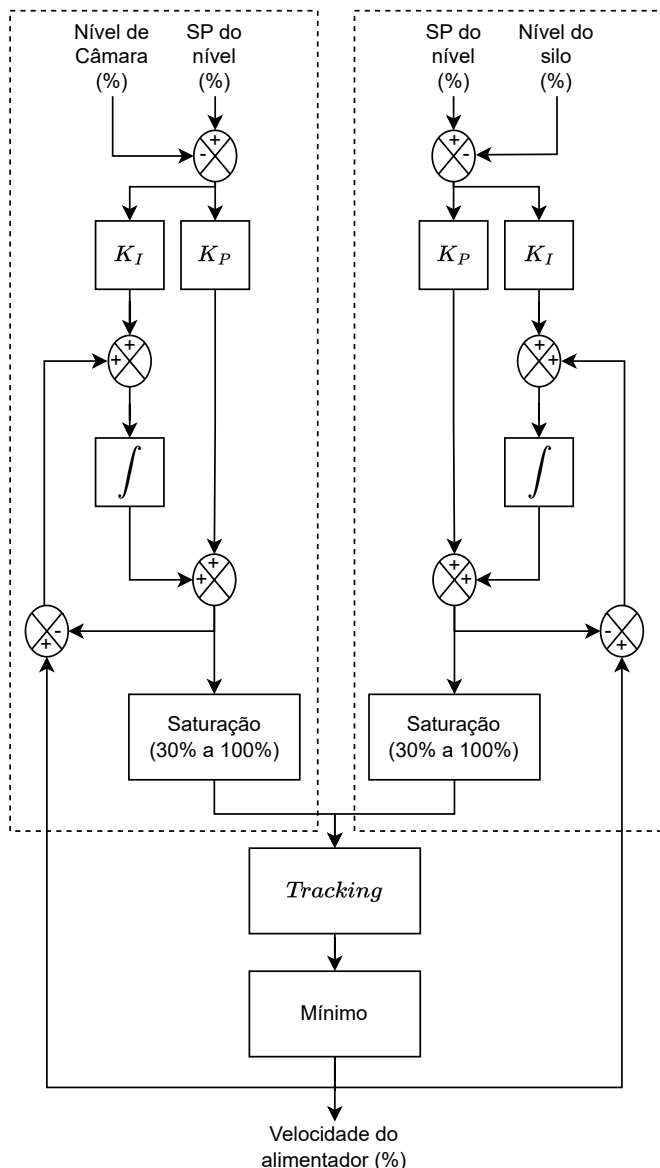 Nível de
Câmara
(%)
SP do
nível
(%)
SP do
nível
(%)
Nível do
silo
(%)
+
-
+
-
K_I
K_P
K_P
K_I
+
+
+
+
∫
∫
+
+
+
+
-
+
-
+
Saturação
(30% a 100%)
Saturação
(30% a 100%)
Tracking
Mínimo
Velocidade do
alimentador (%)